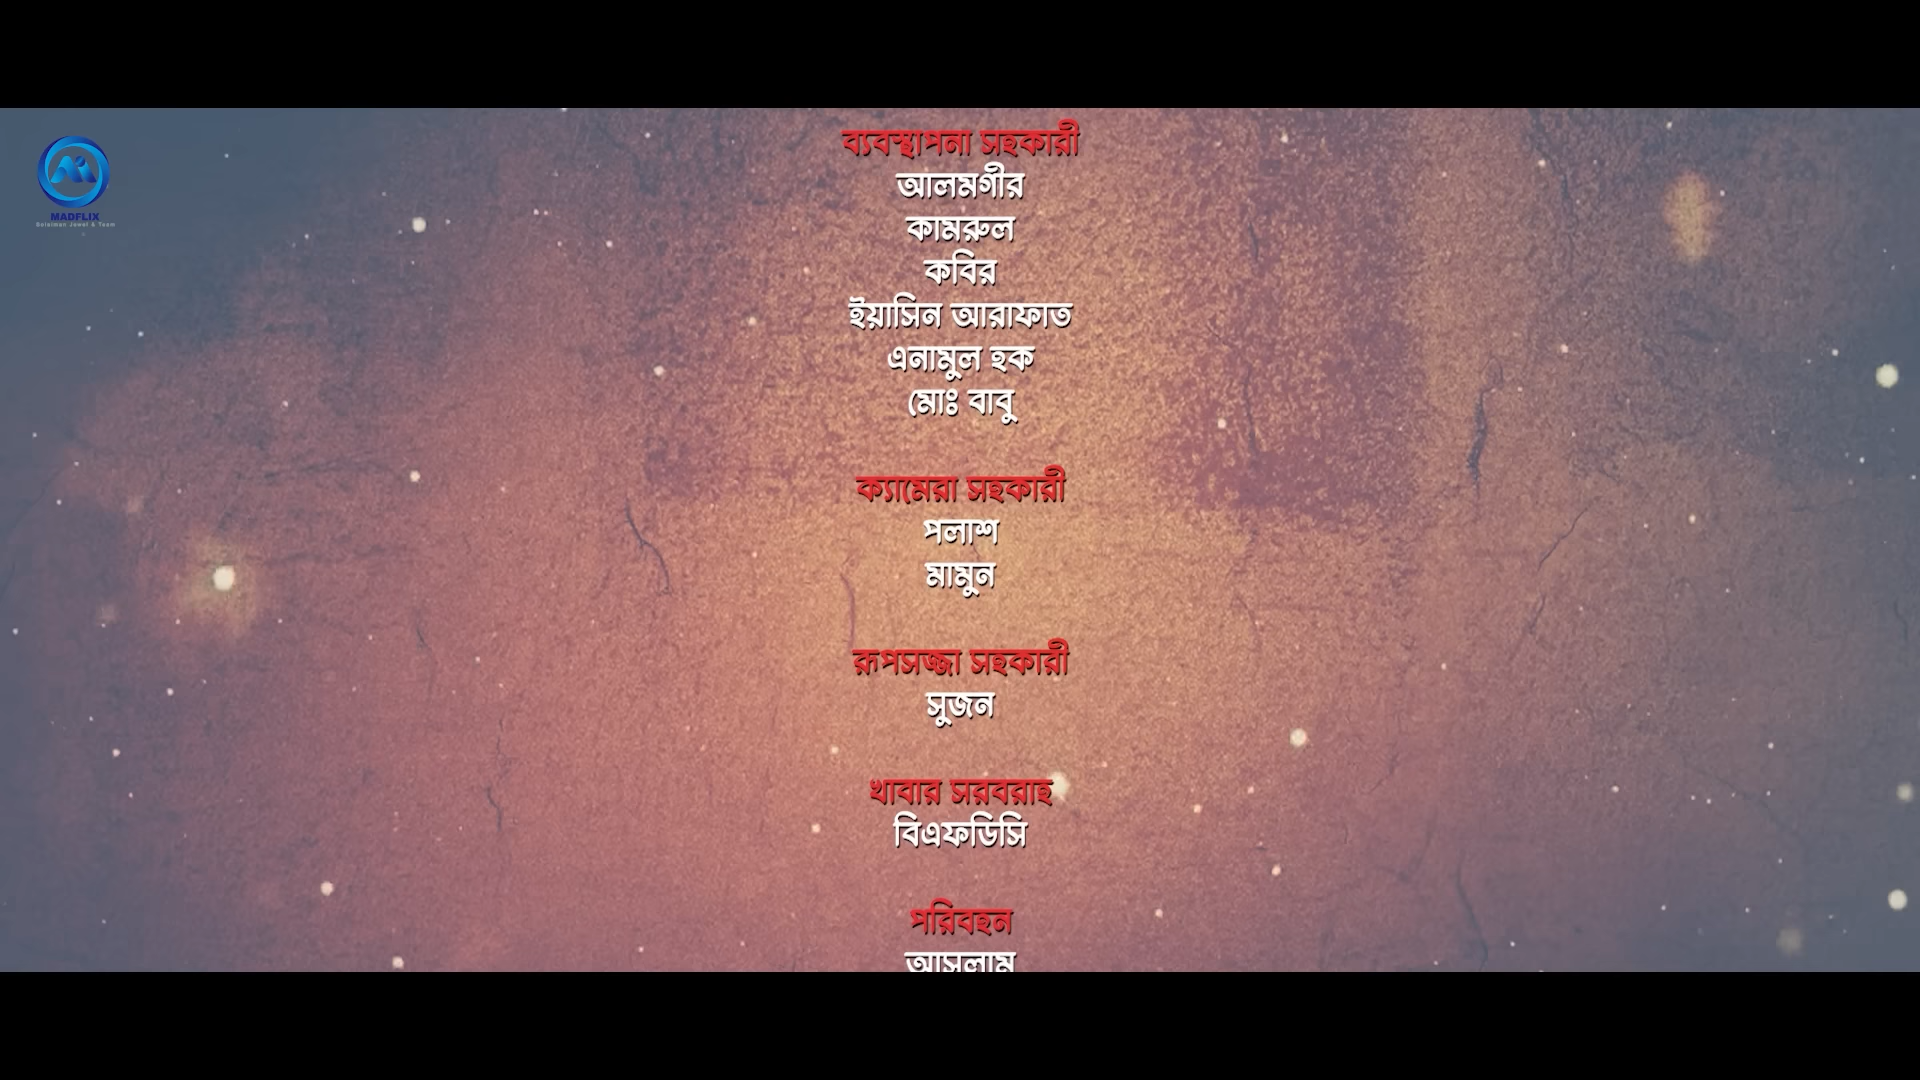 MADFLIX
ব্যবস্থাপনা সহকারী
আলমগীর
কামরুল
কবির
ইয়াসিন আরাফাত
এনামুল হক
মোঃ বাবু
ক্যামেরা সহকারী
পলাশ
মামুন
রূপসজ্জা সহকারী
সুজন
খাবার সরবরাহ
বিএফডিসি
পরিবহন
আসলাম